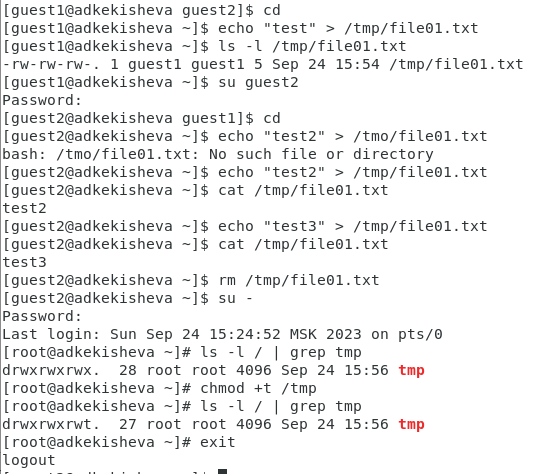 [guest1@adkekisheva guest2]$ cd
[guest1@adkekisheva ~]$ echo "test" > /tmp/file01.txt
[guest1@adkekisheva ~]$ ls -l /tmp/file01.txt
-rw-rw-rw-. 1 guest1 guest1 5 Sep 24 15:54 /tmp/file01.txt
[guest1@adkekisheva ~]$ su guest2
Password:
[guest2@adkekisheva guest1]$ cd
[guest2@adkekisheva ~]$ echo "test2" > /tmo/file01.txt
bash: /tmo/file01.txt: No such file or directory
[guest2@adkekisheva ~]$ echo "test2" > /tmp/file01.txt
[guest2@adkekisheva ~]$ cat /tmp/file01.txt
test2
[guest2@adkekisheva ~]$ echo "test3" > /tmp/file01.txt
[guest2@adkekisheva ~]$ cat /tmp/file01.txt
test3
[guest2@adkekisheva ~]$ rm /tmp/file01.txt
[guest2@adkekisheva ~]$ su -
Password:
Last login: Sun Sep 24 15:24:52 MSK 2023 on pts/0
[root@adkekisheva ~]# ls -l / | grep tmp
drwxrwxrwx.  28 root root 4096 Sep 24 15:56 tmp
[root@adkekisheva ~]# chmod +t /tmp
[root@adkekisheva ~]# ls -l / | grep tmp
drwxrwxrwt.  27 root root 4096 Sep 24 15:56 tmp
[root@adkekisheva ~]# exit
logout